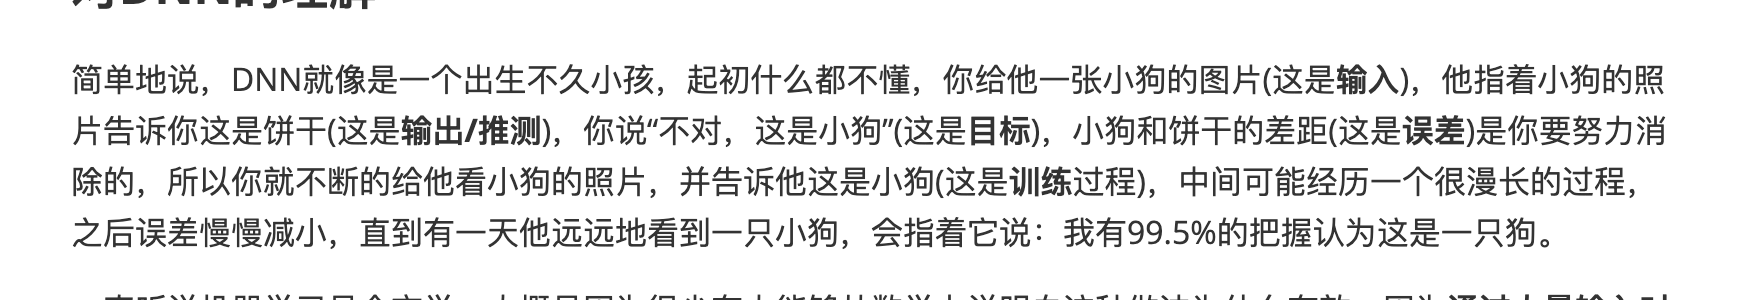 对DNN的理解
简单地说，DNN就像是一个出生不久小孩，起初什么都不懂，你给他一张小狗的图片(这是输入)，他指着小狗的照
片告诉你这是饼干(这是输出/推测)，你说“不对，这是小狗”(这是目标)，小狗和饼干的差距(这是误差)是你要努力消
除的，所以你就不断的给他看小狗的照片，并告诉他这是小狗(这是训练过程)，中间可能经历一个很漫长的过程，
之后误差慢慢减小，直到有一天他远远地看到一只小狗，会指着它说：我有99.5%的把握认为这是一只狗。